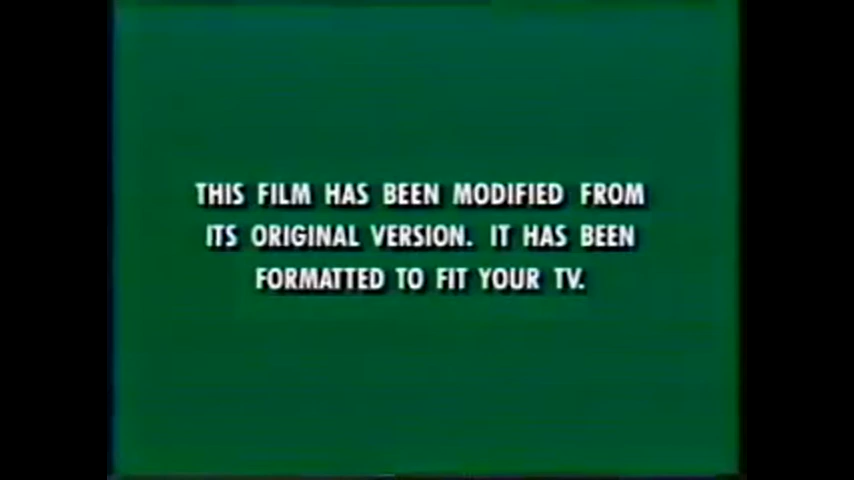 THIS FILM HAS BEEN MODIFIED FROM
ITS ORIGINAL VERSION. IT HAS BEEN
FORMATTED TO FIT YOUR TV.